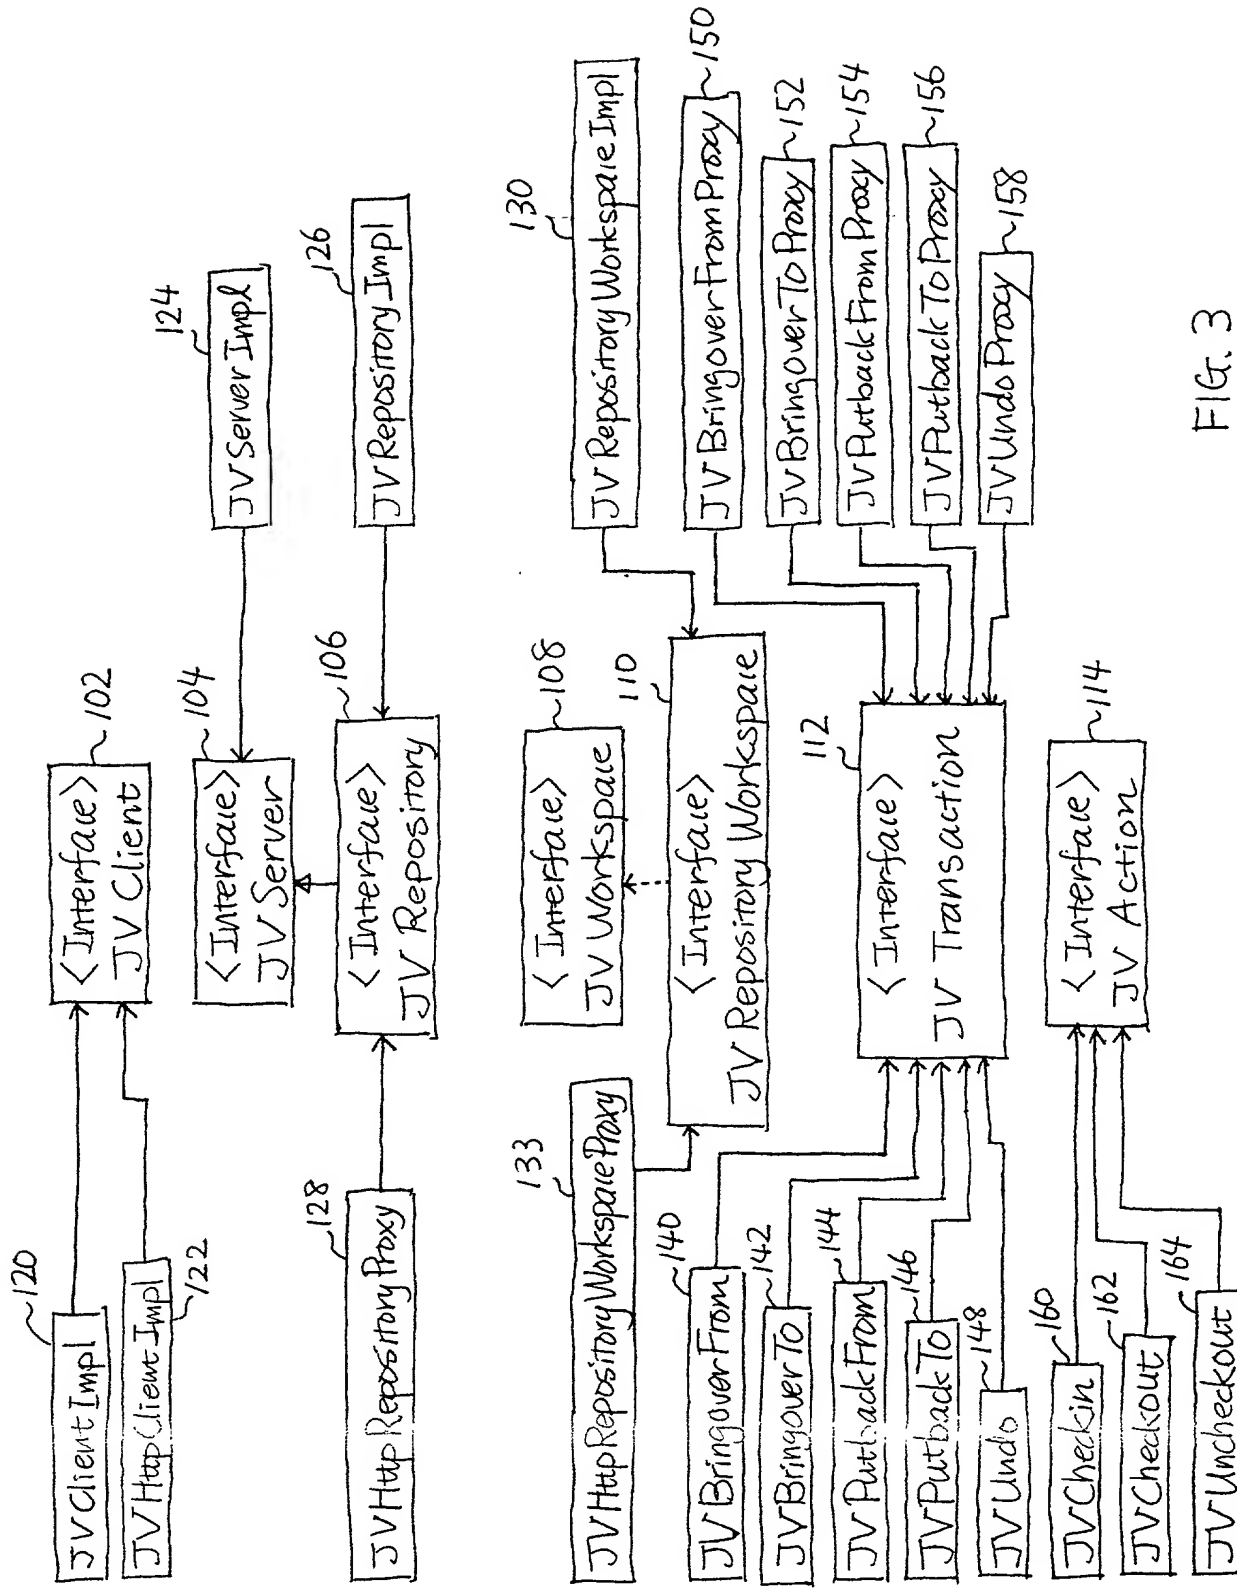 120
JVClientImpl
JVHttpClientImpl
122
<Interface>
JV Client
102
104
<Interface>
JV Server
124
JVServerImpl
128
JVHttpRepositoryProxy
106
<Interface>
JV Repository
126
JVRepositoryImpl
<Interface>
JV Workspace
108
133
JVHttpRepositoryWorkspaceProxy
110
<Interface>
JV Repository Workspace
130
JVRepositoryWorkspaceImpl
140
JVBringoverFrom
142
JVBringoverTo
144
JVPutbackFrom
146
JVPutbackTo
148
JVUndo
112
<Interface>
JV Transaction
JVBringoverFromProxy
150
JVBringoverToProxy
152
JVPutbackFromProxy
154
JVPutbackToProxy
156
JVUndoProxy
158
160
JVCheckin
162
JVCheckout
164
JVUncheckout
<Interface>
JV Action
114
FIG. 3